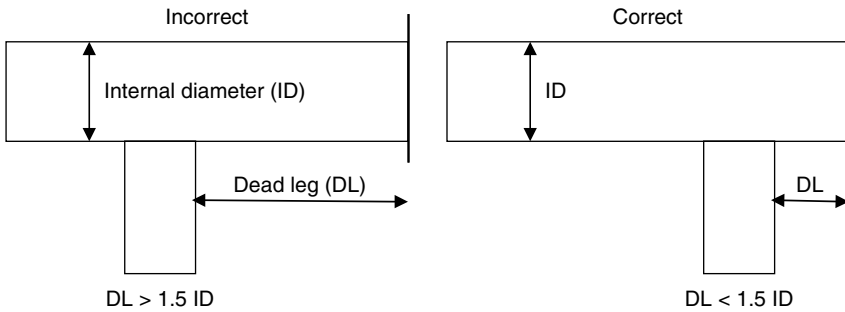 Incorrect
Internal diameter (ID)
Dead leg (DL)
DL > 1.5 ID
Correct
ID
DL
DL < 1.5 ID